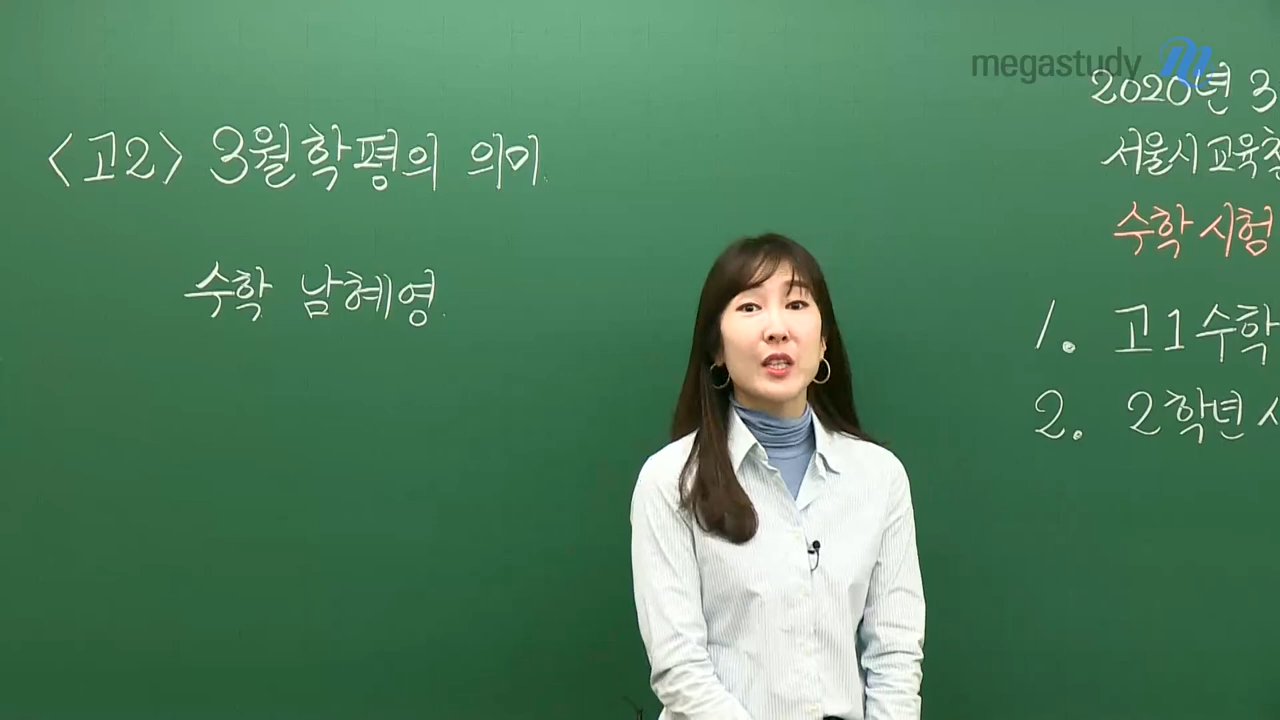 megastudy
<고2> 3월학평의 의미.
수학 남혜영.
2020년 3
서울시교육청
수학 시험
1. 고1수학
2. 2학년